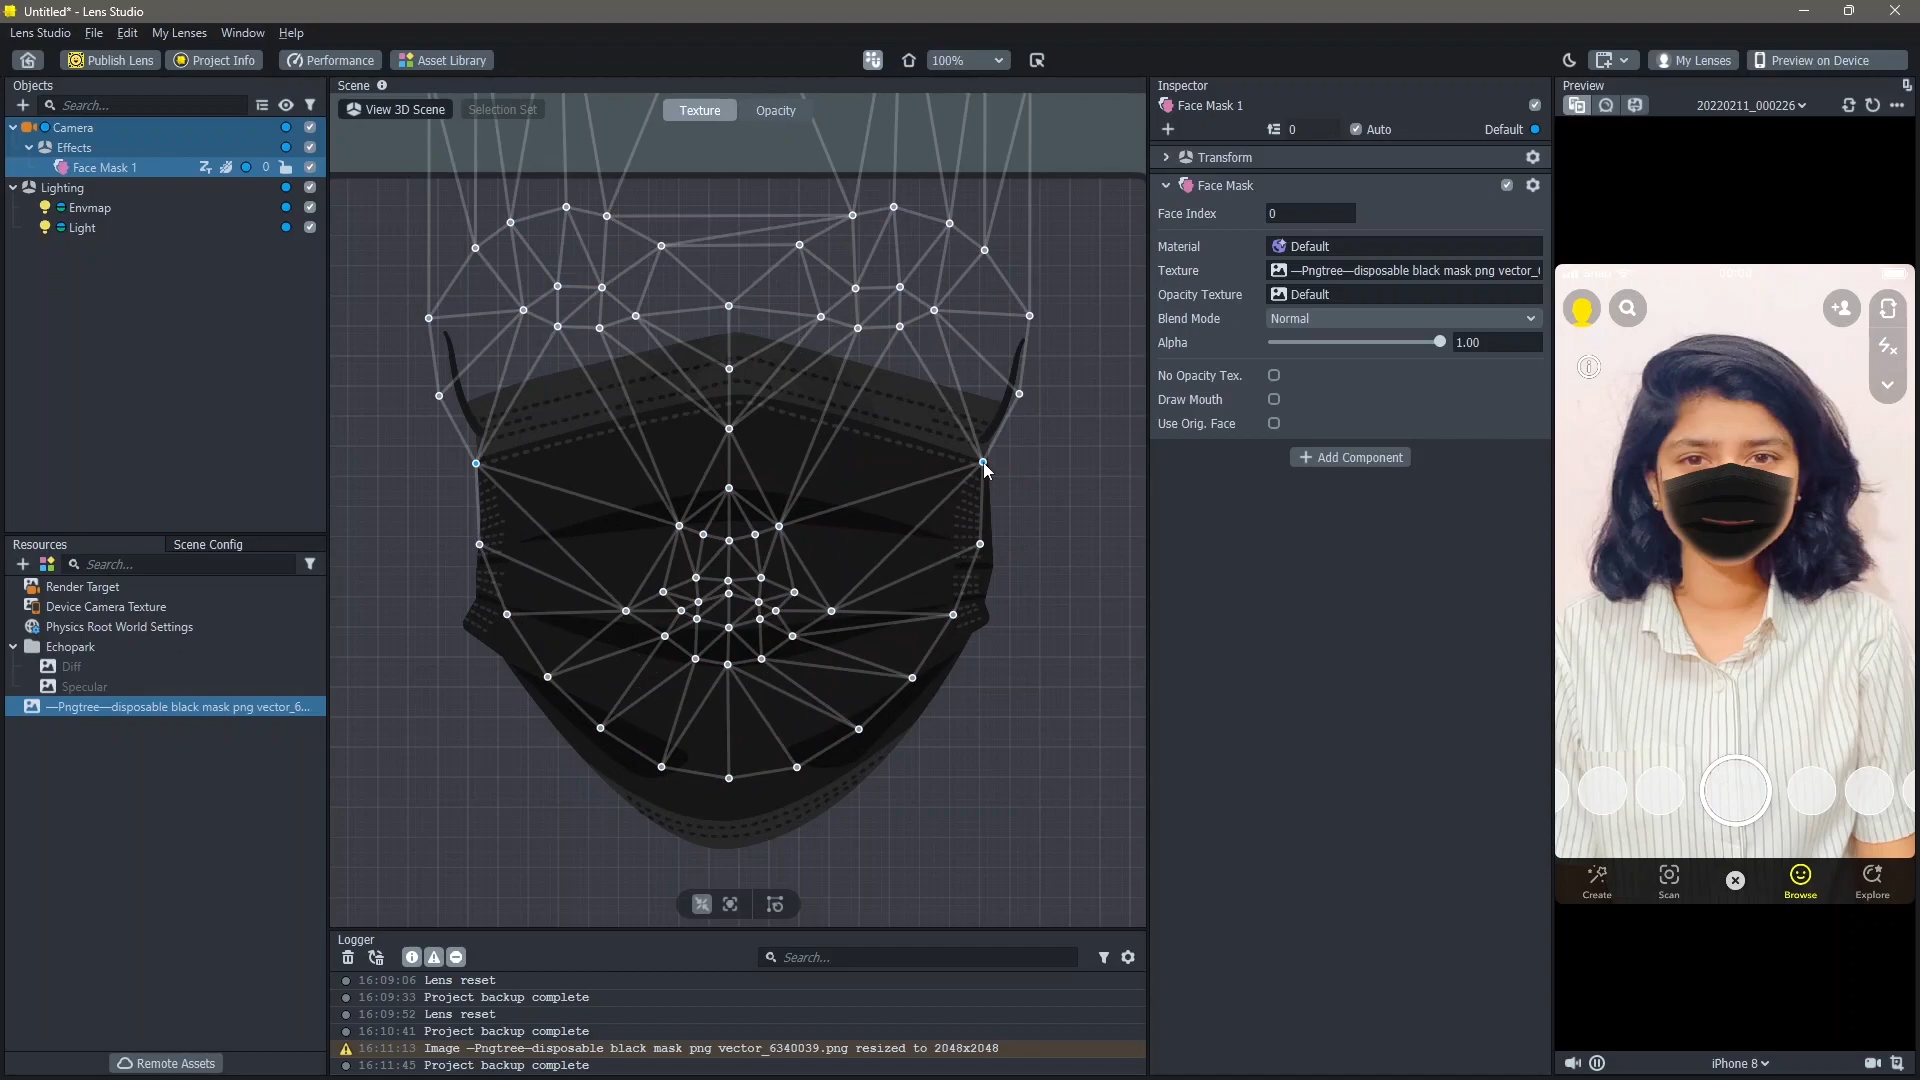 Untitled* - Lens Studio
Lens Studio File Edit My Lenses Window Help
Publish Lens Project Info Performance Asset Library 100% My Lenses Preview on Device
Objects
Search...
Camera
Effects
Face Mask 1 0
Lighting
Envmap
Light
Resources Scene Config
Search...
Render Target
Device Camera Texture
Physics Root World Settings
Echopark
Diff
Specular
—Pngtree—disposable black mask png vector_6...
Remote Assets
Scene
View 3D Scene Selection Set Texture Opacity
Logger
Search...
16:09:06 Lens reset
16:09:33 Project backup complete
16:09:52 Lens reset
16:10:41 Project backup complete
16:11:13 Image —Pngtree—disposable black mask png vector_6340039.png resized to 2048x2048
16:11:45 Project backup complete
Inspector
Face Mask 1
0 Auto Default
Transform
Face Mask
Face Index 0
Material Default
Texture —Pngtree—disposable black mask png vector_
Opacity Texture Default
Blend Mode Normal
Alpha 1.00
No Opacity Tex.
Draw Mouth
Use Orig. Face
Add Component
Preview
20220211_000226
00:00
Create Scan Browse Explore
iPhone 8